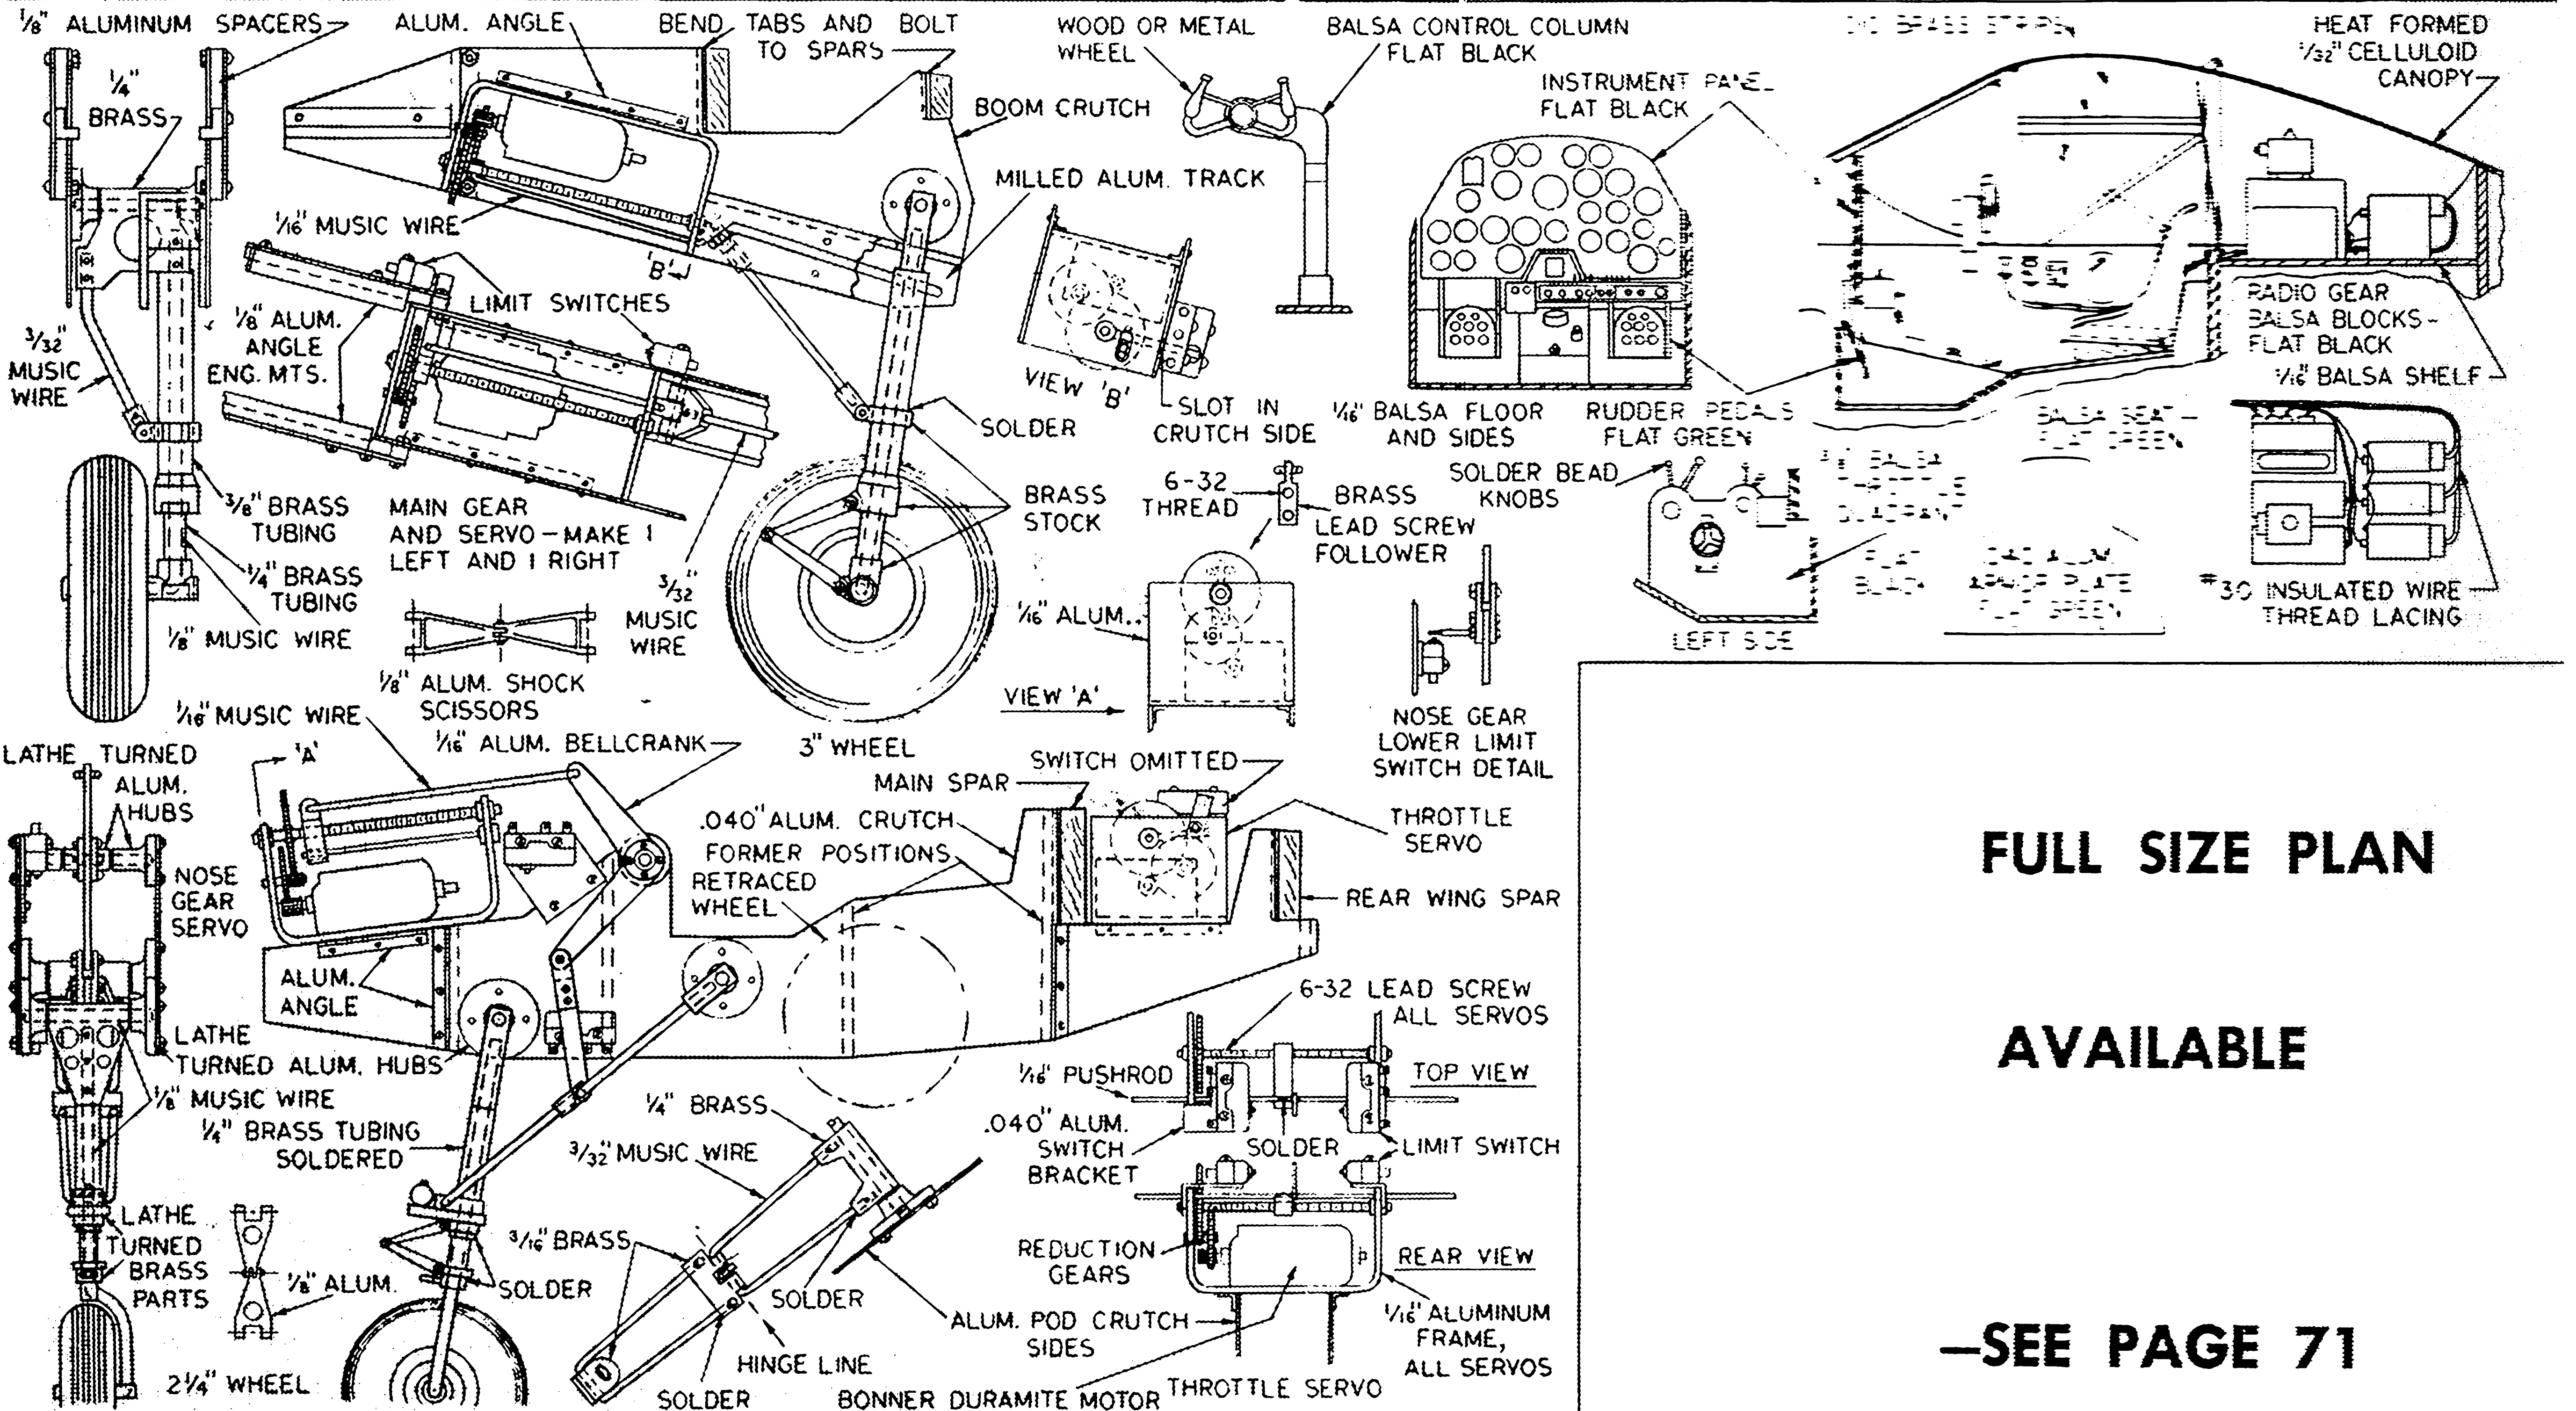 1/8" ALUMINUM SPACERS
ALUM. ANGLE
BEND TABS AND BOLT
TO SPARS
WOOD OR METAL
WHEEL
BALSA CONTROL COLUMN
FLAT BLACK
HEAT FORMED
1/32" CELLULOID
CANOPY
1/4"
BRASS
BOOM CRUTCH
INSTRUMENT
FLAT BLACK
MILLED ALUM. TRACK
1/16" MUSIC WIRE
'B'
LIMIT SWITCHES
1/8" ALUM.
ANGLE
ENG. MTS.
3/32"
MUSIC
WIRE
VIEW 'B'
SLOT IN
CRUTCH SIDE
SOLDER
1/16" BALSA FLOOR
AND SIDES
RUDDER PEDALS
FLAT GREEN
RADIO GEAR
BALSA BLOCKS-
FLAT BLACK
1/16" BALSA SHELF
3/8" BRASS
TUBING
MAIN GEAR
AND SERVO-MAKE 1
LEFT AND 1 RIGHT
1/4" BRASS
TUBING
1/8" MUSIC WIRE
3/32"
MUSIC
WIRE
BRASS
STOCK
6-32
THREAD
BRASS
LEAD SCREW
FOLLOWER
SOLDER BEAD
KNOBS
LEFT SIDE
#30 INSULATED WIRE
THREAD LACING
1/16" ALUM.
VIEW 'A'
1/8" ALUM. SHOCK
SCISSORS
3" WHEEL
NOSE GEAR
LOWER LIMIT
SWITCH DETAIL
1/16" MUSIC WIRE
1/16" ALUM. BELLCRANK
LATHE TURNED
ALUM.
HUBS
'A'
MAIN SPAR
SWITCH OMITTED
.040" ALUM. CRUTCH
FORMER POSITIONS
RETRACED
WHEEL
THROTTLE
SERVO
REAR WING SPAR
NOSE
GEAR
SERVO
ALUM.
ANGLE
LATHE
TURNED ALUM. HUBS
1/8" MUSIC WIRE
1/4" BRASS TUBING
SOLDERED
6-32 LEAD SCREW
ALL SERVOS
1/16" PUSHROD
TOP VIEW
.040" ALUM.
SWITCH
BRACKET
SOLDER
LIMIT SWITCH
1/4" BRASS
3/32" MUSIC WIRE
LATHE
TURNED
BRASS
PARTS
1/8" ALUM.
SOLDER
3/16" BRASS
SOLDER
REDUCTION
GEARS
REAR VIEW
ALUM. POD CRUTCH
SIDES
1/16" ALUMINUM
FRAME,
ALL SERVOS
HINGE LINE
SOLDER
2 1/4" WHEEL
BONNER DURAMITE MOTOR
THROTTLE SERVO
FULL SIZE PLAN
AVAILABLE
—SEE PAGE 71